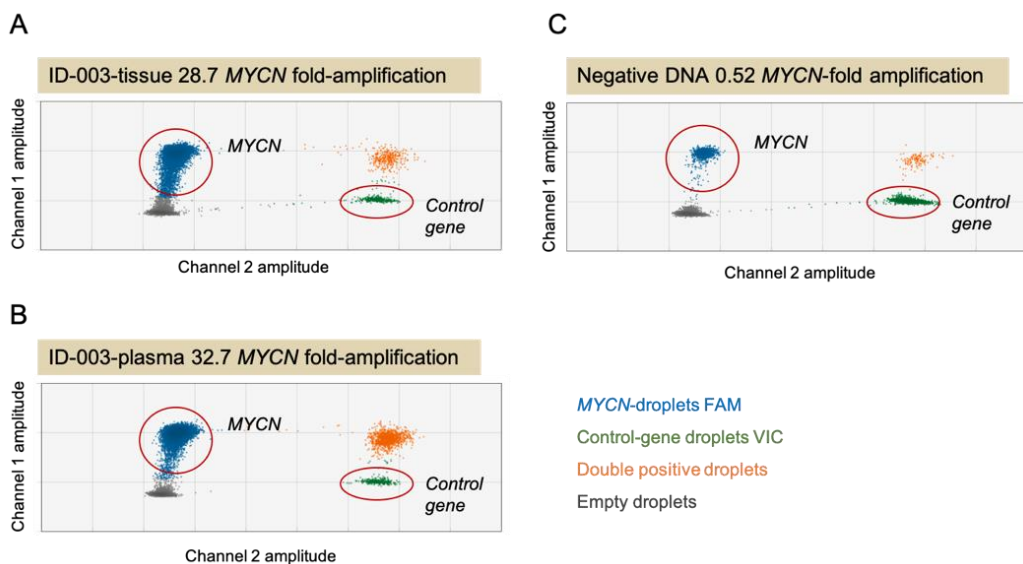 A
ID-003-tissue 28.7 MYCN fold-amplification
Channel 1 amplitude
MYCN
Control
gene
Channel 2 amplitude
B
ID-003-plasma 32.7 MYCN fold-amplification
Channel 1 amplitude
MYCN
Control
gene
Channel 2 amplitude
C
Negative DNA 0.52 MYCN-fold amplification
Channel 1 amplitude
MYCN
Control
gene
Channel 2 amplitude
MYCN-droplets FAM
Control-gene droplets VIC
Double positive droplets
Empty droplets